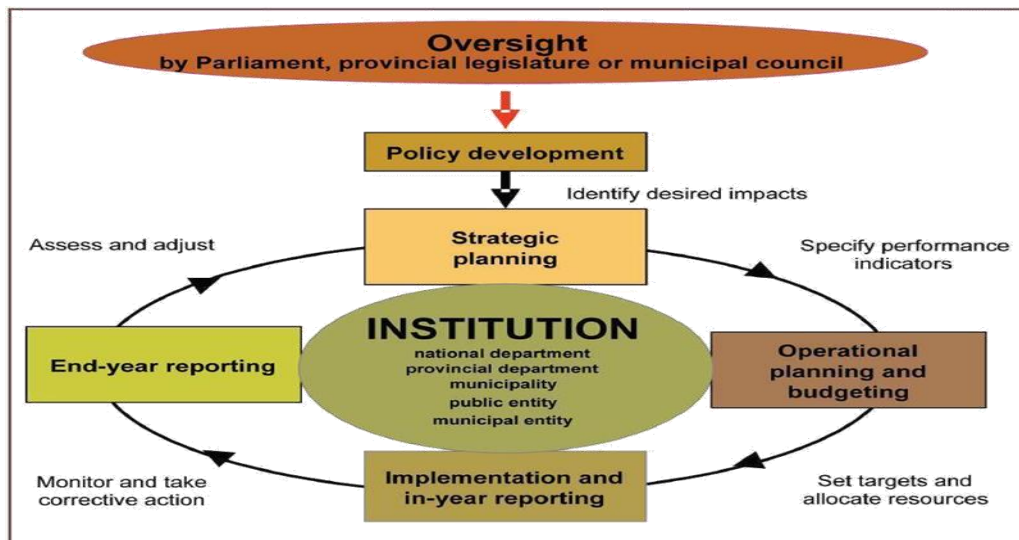 Oversight
by Parliament, provincial legislature or municipal council
Policy development
Identify desired impacts
Strategic
planning
Assess and adjust
Specify performance
indicators
INSTITUTION
national department
provincial department
municipality
public entity
municipal entity
End-year reporting
Operational
planning and
budgeting
Implementation and
in-year reporting
Monitor and take
corrective action
Set targets and
allocate resources